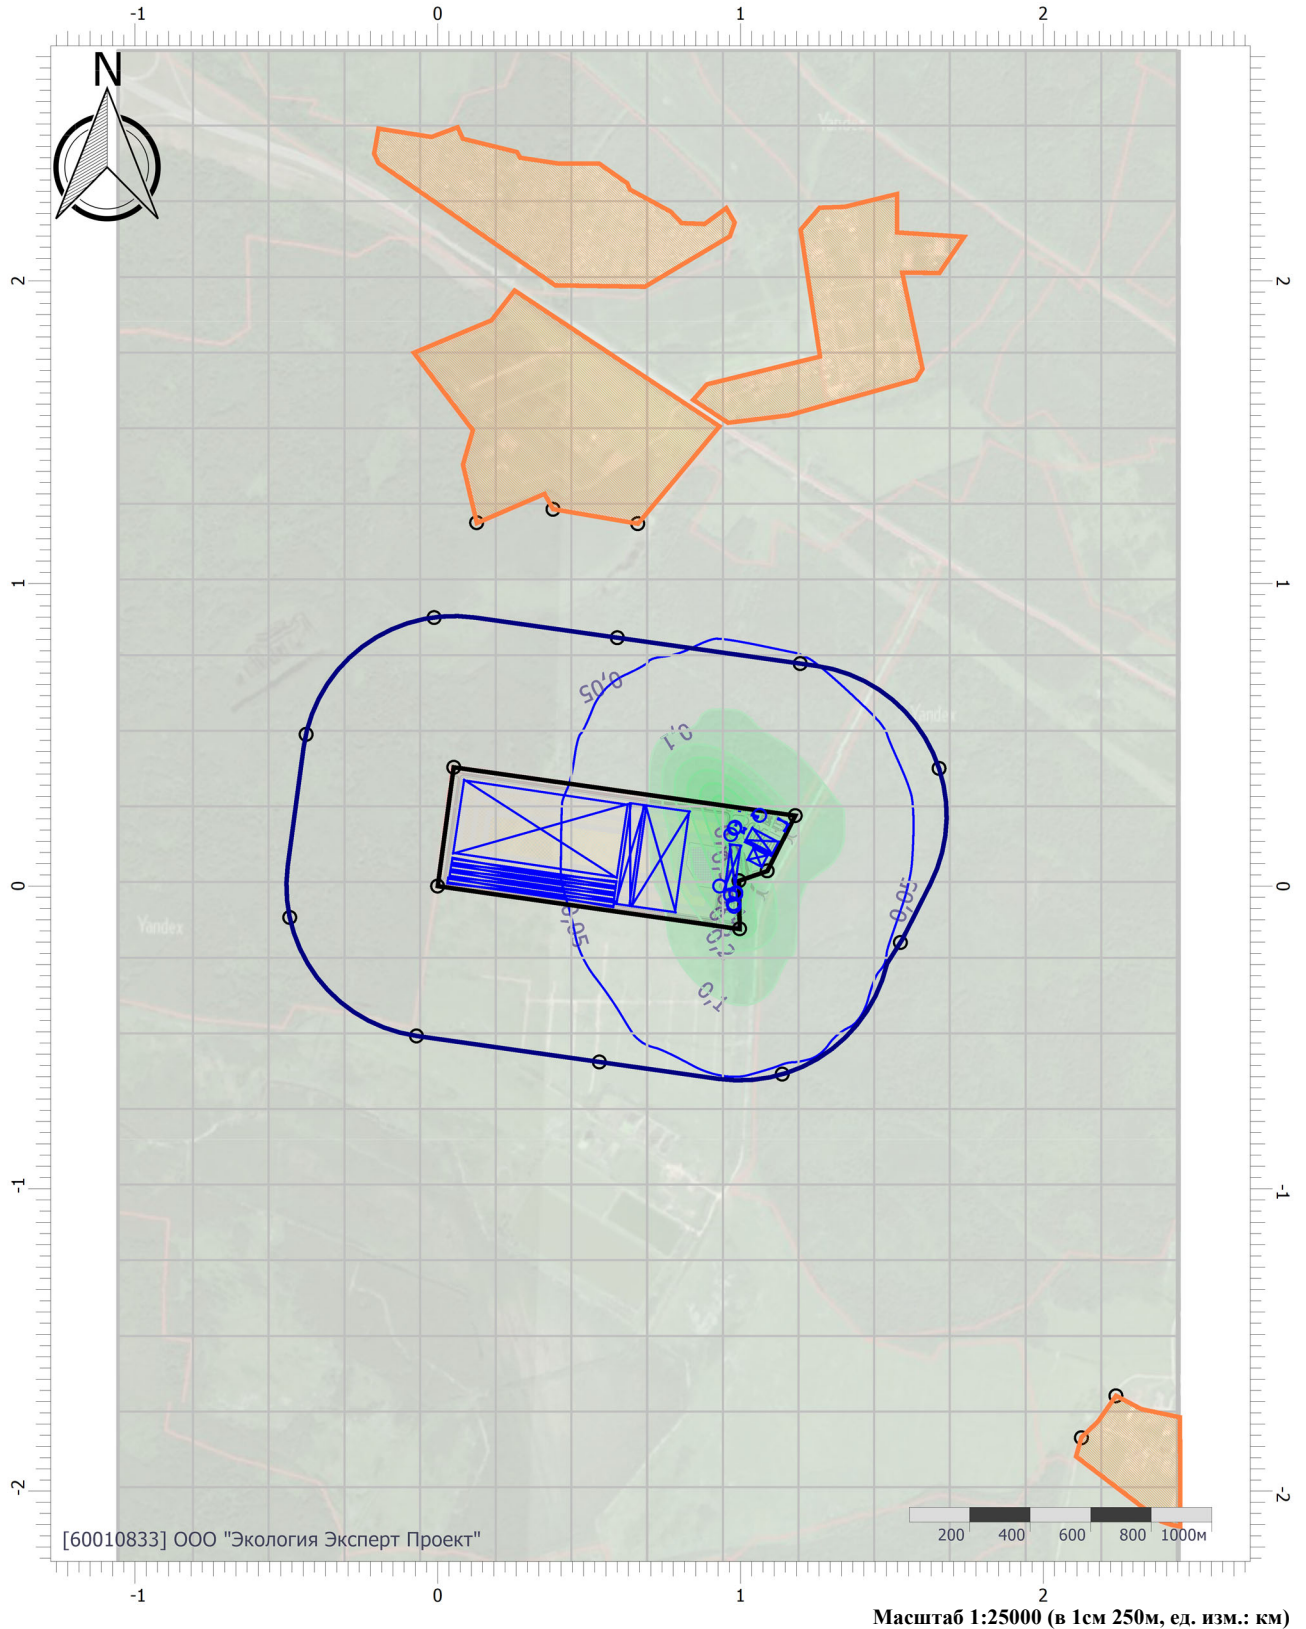 -1 0 1 2
N
Yandex
2 2
1 1
0,05
0,1
Yandex
0 0
0,05
0,05
Yandex
0,1
-1 -1
-2 -2
200 400 600 800 1000м
[60010833] ООО "Экология Эксперт Проект"
-1 0 1 2
Масштаб 1:25000 (в 1см 250м, ед. изм.: км)